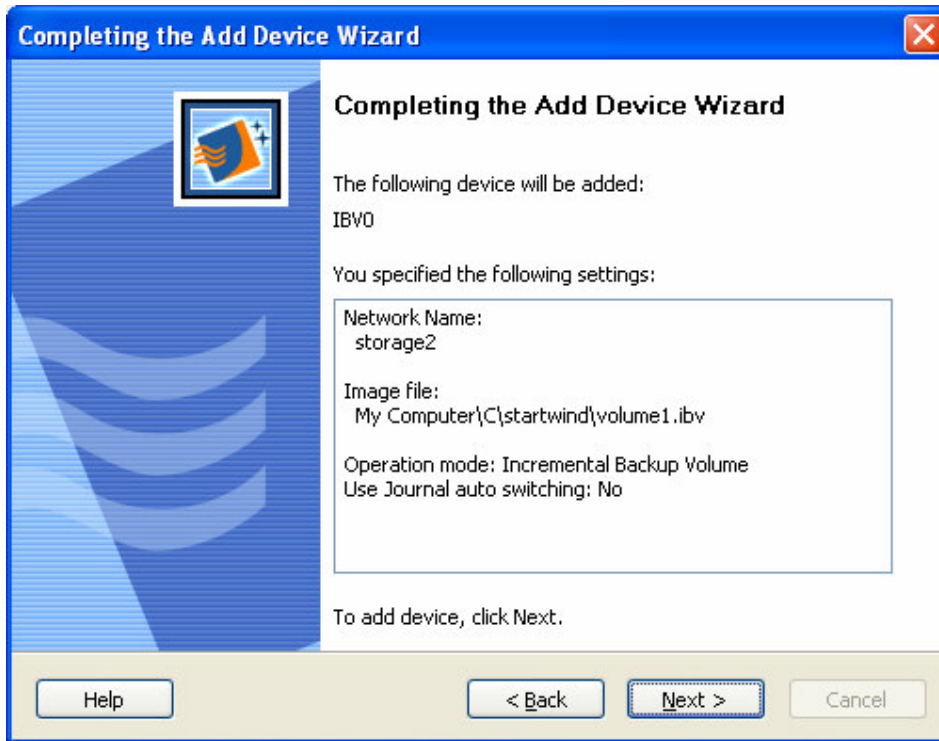 Completing the Add Device Wizard
Completing the Add Device Wizard
The following device will be added:
IBV0
You specified the following settings:
Network Name:
storage2
Image file:
My Computer\C\startwind\volume1.ibv
Operation mode: Incremental Backup Volume
Use Journal auto switching: No
To add device, click Next.
Help
< Back
Next >
Cancel